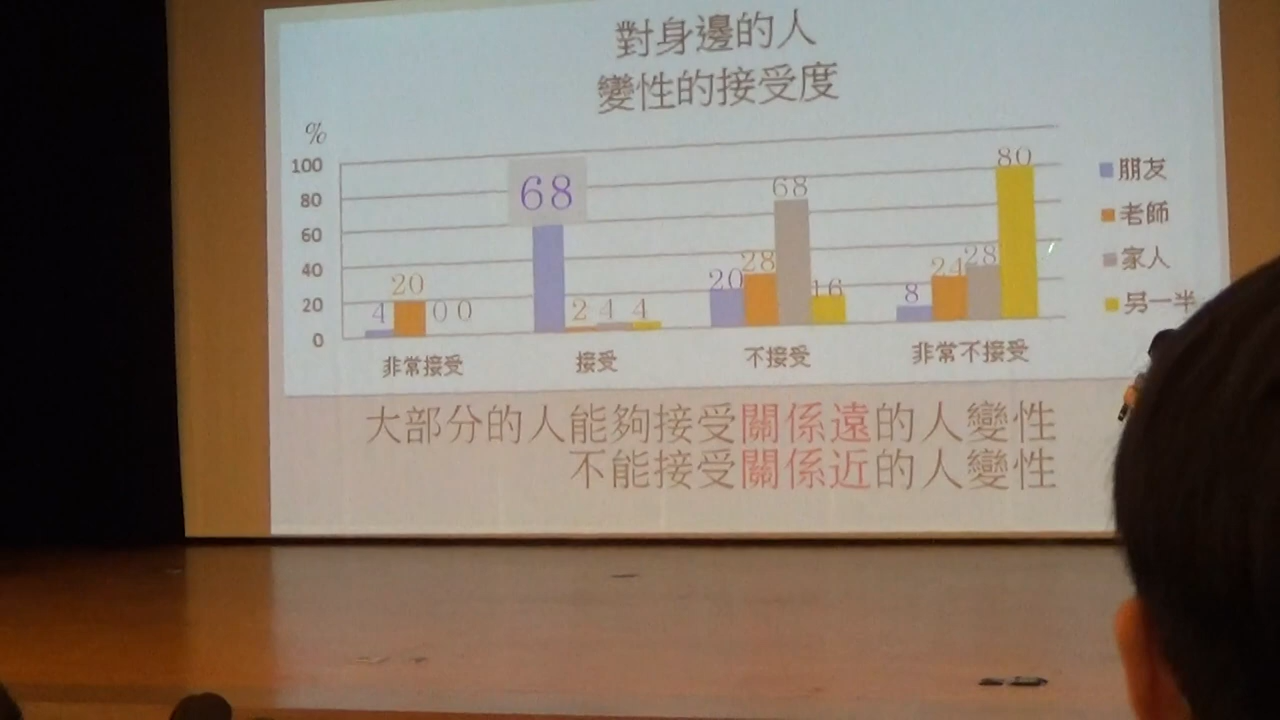 對身邊的人
變性的接受度
%
100
80
60
40
20
0
4 20 0 0
68 2 4 4
20 28 68 16
8 24 28 80
非常接受 接受 不接受 非常不接受
朋友
老師
家人
另一半
大部分的人能夠接受關係遠的人變性
不能接受關係近的人變性